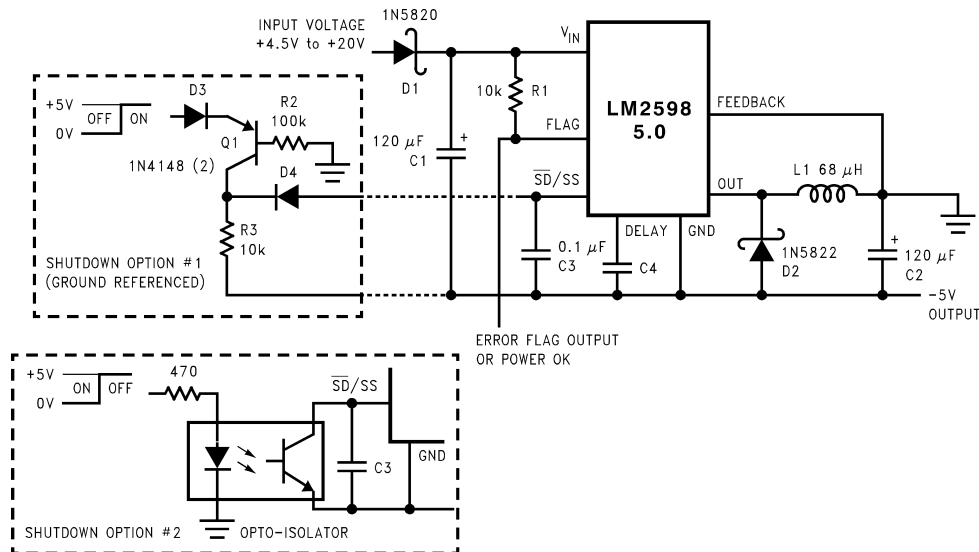 1N5820
INPUT VOLTAGE
+4.5V to +20V
D1
VIN
10k
R1
FLAG
LM2598
5.0
FEEDBACK
+5V
OFF
ON
0V
D3
R2
100k
Q1
1N4148 (2)
D4
R3
10k
SHUTDOWN OPTION #1
(GROUND REFERENCED)
120 μF
+
C1
S̅D̅/SS
0.1 μF
C3
DELAY
GND
C4
OUT
L1 68 μH
1N5822
D2
+
120 μF
C2
-5V
OUTPUT
ERROR FLAG OUTPUT
OR POWER OK
+5V
ON
OFF
0V
470
S̅D̅/SS
C3
GND
SHUTDOWN OPTION #2
OPTO-ISOLATOR